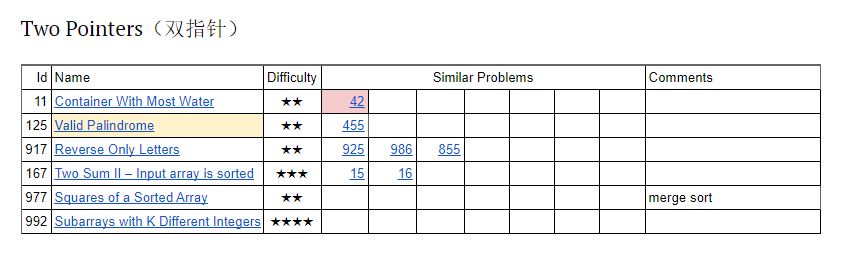 Two Pointers（双指针）
Id Name Difficulty Similar Problems Comments
11 Container With Most Water ★★ 42
125 Valid Palindrome ★★ 455
917 Reverse Only Letters ★★ 925 986 855
167 Two Sum II – Input array is sorted ★★★ 15 16
977 Squares of a Sorted Array ★★ merge sort
992 Subarrays with K Different Integers ★★★★